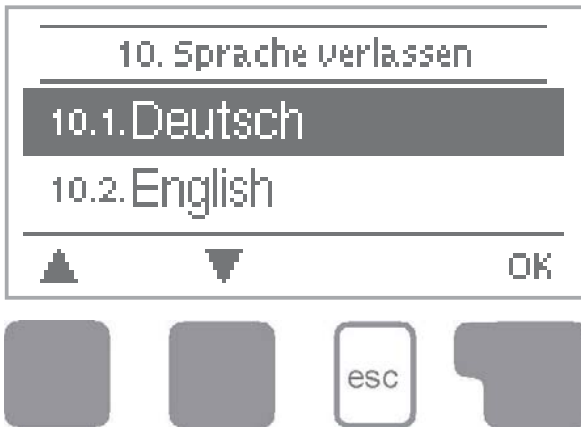 10. Sprache verlassen
10.1. Deutsch
10.2. English
OK
esc